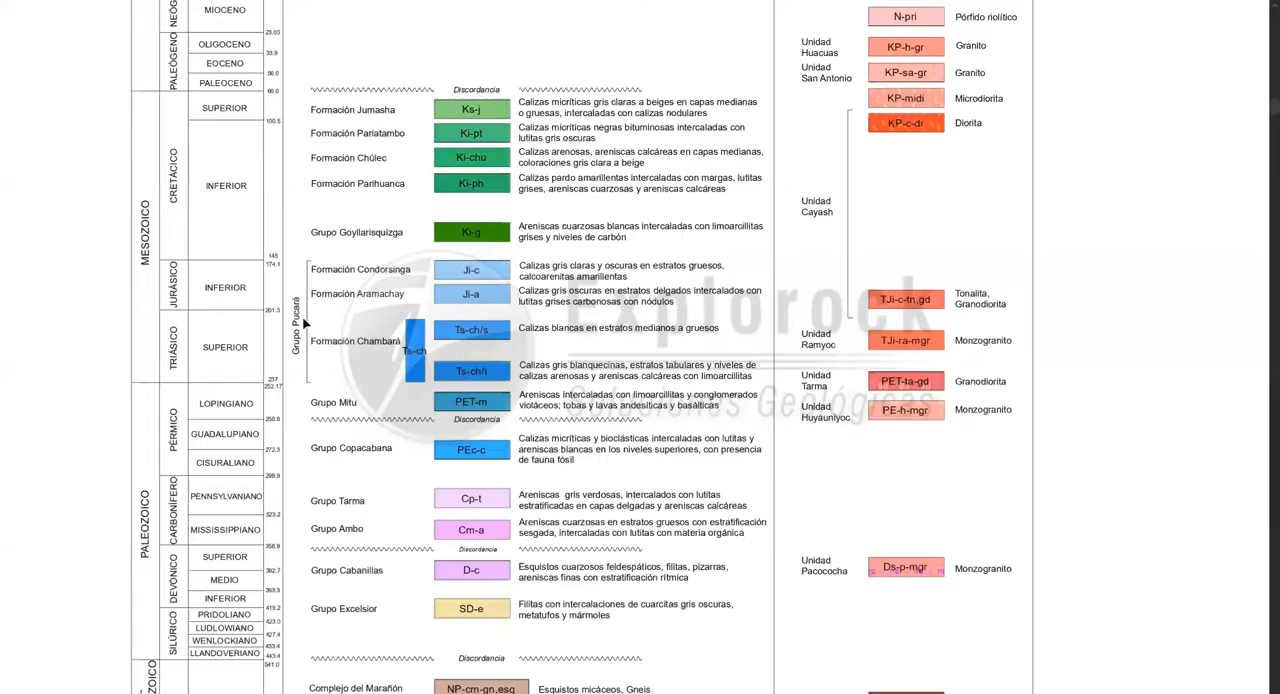 NEÓG
MIOCENO
23.03
PALEÓGENO
OLIGOCENO
33.9
EOCENO
56.0
PALEOCENO
66.0
MESOZOICO
CRETÁCICO
SUPERIOR
100.5
INFERIOR
145
174.1
JURÁSICO
INFERIOR
201.3
TRIÁSICO
SUPERIOR
237
252.17
PALEOZOICO
PÉRMICO
LOPINGIANO
259.8
GUADALUPIANO
272.3
CISURALIANO
298.9
CARBONÍFERO
PENNSYLVANIANO
323.2
MISSISSIPPIANO
358.9
DEVÓNICO
SUPERIOR
382.7
MEDIO
393.3
INFERIOR
419.2
SILÚRICO
PRIDOLIANO
423.0
LUDLOWIANO
427.4
WENLOCKIANO
433.4
LLANDOVERIANO
443.4
541.0
ZOICO
Discordancia
Formación Jumasha
Ks-j
Calizas micríticas gris claras a beiges en capas medianas
o gruesas, intercaladas con calizas nodulares
Formación Pariatambo
Ki-pt
Calizas micríticas negras bituminosas intercaladas con
lutitas gris oscuras
Formación Chúlec
Ki-chu
Calizas arenosas, areniscas calcáreas en capas medianas,
coloraciones gris clara a beige
Formación Parihuanca
Ki-ph
Calizas pardo amarillentas intercaladas con margas, lutitas
grises, areniscas cuarzosas y areniscas calcáreas
Grupo Goyllarisquizga
Ki-g
Areniscas cuarzosas blancas intercaladas con limoarcillitas
grises y niveles de carbón
Grupo Pucará
Formación Condorsinga
Ji-c
Calizas gris claras y oscuras en estratos gruesos,
calcoarenitas amarillentas
Formación Aramachay
Ji-a
Calizas gris oscuras en estratos delgados intercalados con
lutitas grises carbonosas con nódulos
Formación Chambará
Ts-ch
Ts-ch/s
Calizas blancas en estratos medianos a gruesos
Ts-ch/i
Calizas gris blanquecinas, estratos tabulares y niveles de
calizas arenosas y areniscas calcáreas con limoarcillitas
Grupo Mitu
PET-m
Areniscas intercaladas con limoarcillitas y conglomerados
violáceos; tobas y lavas andesíticas y basálticas
Discordancia
Grupo Copacabana
PEc-c
Calizas micríticas y bioclásticas intercaladas con lutitas y
areniscas blancas en los niveles superiores, con presencia
de fauna fósil
Grupo Tarma
Cp-t
Areniscas gris verdosas, intercalados con lutitas
estratificadas en capas delgadas y areniscas calcáreas
Grupo Ambo
Cm-a
Areniscas cuarzosas en estratos gruesos con estratificación
sesgada, intercaladas con lutitas con materia orgánica
Discordancia
Grupo Cabanillas
D-c
Esquistos cuarzosos feldespáticos, filitas, pizarras,
areniscas finas con estratificación rítmica
Grupo Excelsior
SD-e
Filitas con intercalaciones de cuarcitas gris oscuras,
metatufos y mármoles
Discordancia
Complejo del Marañón
NP-cm-gn,esq
Esquistos micáceos, Gneis
N-pri
Pórfido riolítico
Unidad
Huacuas
KP-h-gr
Granito
Unidad
San Antonio
KP-sa-gr
Granito
KP-midi
Microdiorita
KP-c-di
Diorita
Unidad
Cayash
TJi-c-tn,gd
Tonalita,
Granodiorita
Unidad
Ramyoc
TJi-ra-mgr
Monzogranito
Unidad
Tarma
PET-ta-gd
Granodiorita
Unidad
Huyauniyoc
PE-h-mgr
Monzogranito
Unidad
Pacococha
Ds-p-mgr
Monzogranito
Explorock
Soluciones Geológicas